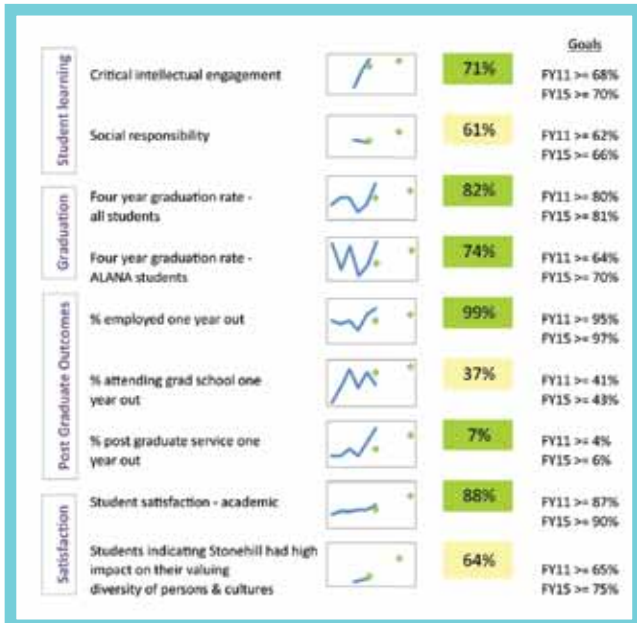 Goals
Student learning
Critical intellectual engagement
71%
FY11 >= 68%
FY15 >= 70%
Social responsibility
61%
FY11 >= 62%
FY15 >= 66%
Graduation
Four year graduation rate -
all students
82%
FY11 >= 80%
FY15 >= 81%
Four year graduation rate -
ALANA students
74%
FY11 >= 64%
FY15 >= 70%
Post Graduate Outcomes
% employed one year out
99%
FY11 >= 95%
FY15 >= 97%
% attending grad school one
year out
37%
FY11 >= 41%
FY15 >= 43%
% post graduate service one
year out
7%
FY11 >= 4%
FY15 >= 6%
Satisfaction
Student satisfaction - academic
88%
FY11 >= 87%
FY15 >= 90%
Students indicating Stonehill had high
impact on their valuing
diversity of persons & cultures
64%
FY11 >= 65%
FY15 >= 75%